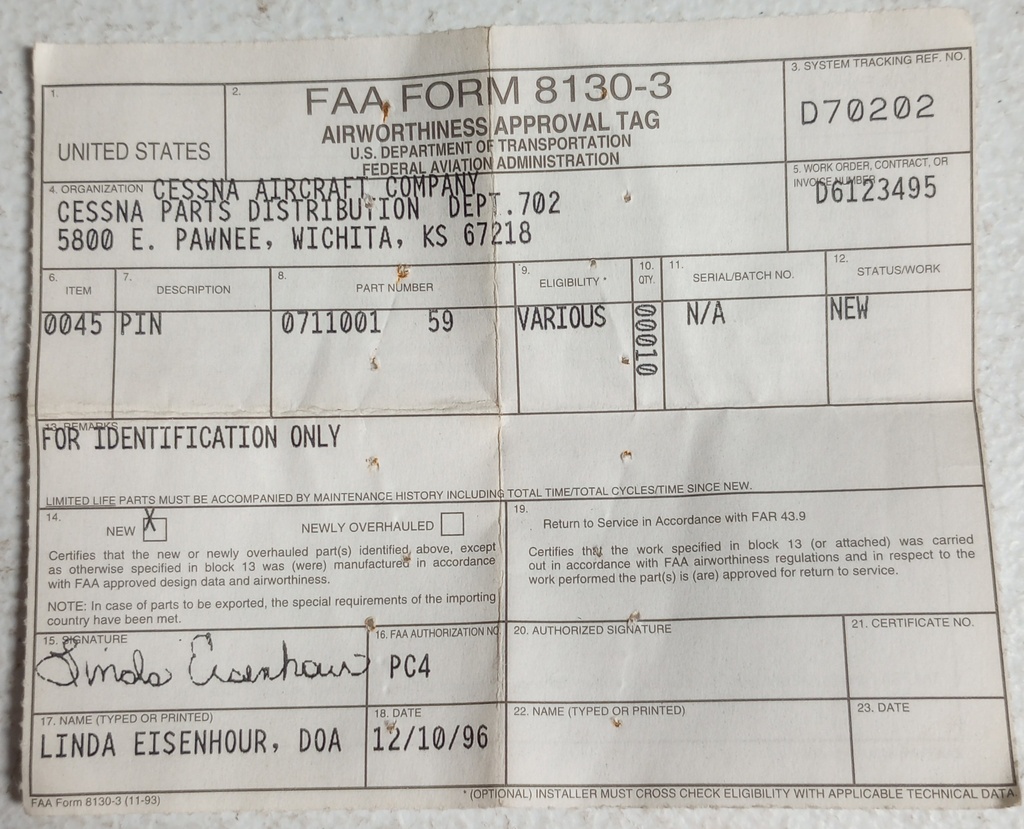 1.
UNITED STATES
2.
FAA FORM 8130-3
AIRWORTHINESS APPROVAL TAG
U.S. DEPARTMENT OF TRANSPORTATION
FEDERAL AVIATION ADMINISTRATION
3. SYSTEM TRACKING REF. NO.
D70202
4. ORGANIZATION CESSNA AIRCRAFT COMPANY
CESSNA PARTS DISTRIBUTION DEPT.702
5800 E. PAWNEE, WICHITA, KS 67218
5. WORK ORDER, CONTRACT, OR
INVOICE NUMBER
D6123495
6.
ITEM
7.
DESCRIPTION
8.
PART NUMBER
9.
ELIGIBILITY *
10.
QTY.
11.
SERIAL/BATCH NO.
12.
STATUS/WORK
0045 PIN 0711001 59 VARIOUS 00010 N/A NEW
13. REMARKS
FOR IDENTIFICATION ONLY
LIMITED LIFE PARTS MUST BE ACCOMPANIED BY MAINTENANCE HISTORY INCLUDING TOTAL TIME/TOTAL CYCLES/TIME SINCE NEW.
14.
NEW X NEWLY OVERHAULED
Certifies that the new or newly overhauled part(s) identified above, except
as otherwise specified in block 13 was (were) manufactured in accordance
with FAA approved design data and airworthiness.
NOTE: In case of parts to be exported, the special requirements of the importing
country have been met.
19.
Return to Service in Accordance with FAR 43.9
Certifies that the work specified in block 13 (or attached) was carried
out in accordance with FAA airworthiness regulations and in respect to the
work performed the part(s) is (are) approved for return to service.
15. SIGNATURE
Linda Eisenhour
16. FAA AUTHORIZATION NO.
PC4
20. AUTHORIZED SIGNATURE
21. CERTIFICATE NO.
17. NAME (TYPED OR PRINTED)
LINDA EISENHOUR, DOA
18. DATE
12/10/96
22. NAME (TYPED OR PRINTED)
23. DATE
FAA Form 8130-3 (11-93)
* (OPTIONAL) INSTALLER MUST CROSS CHECK ELIGIBILITY WITH APPLICABLE TECHNICAL DATA